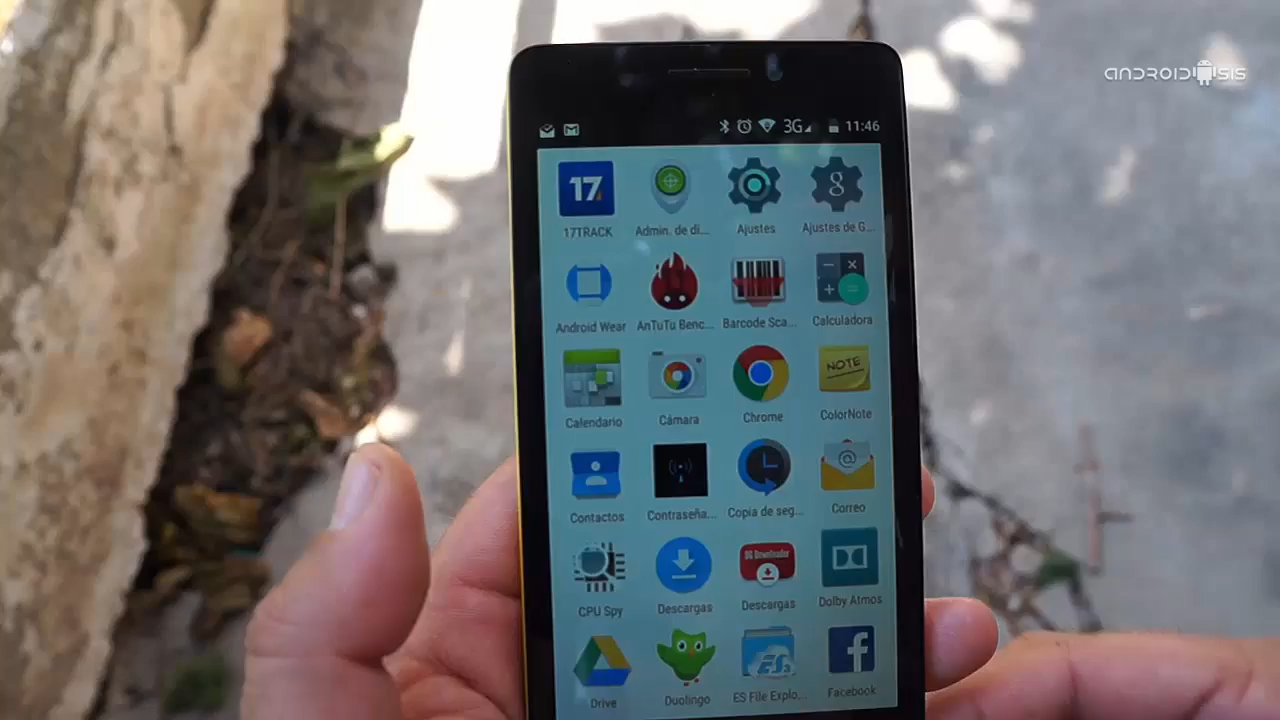 ANDROIDSIS
3G 11:46
17
17TRACK Admin. de di... Ajustes Ajustes de G...
g
Android Wear AnTuTu Benc... Barcode Sca... Calculadora
NOTE
Calendario Cámara Chrome ColorNote
@
Contactos Contraseña... Copia de seg... Correo
DG Downloader
CPU Spy Descargas Descargas Dolby Atmos
ES f
Drive Duolingo ES File Explo... Facebook